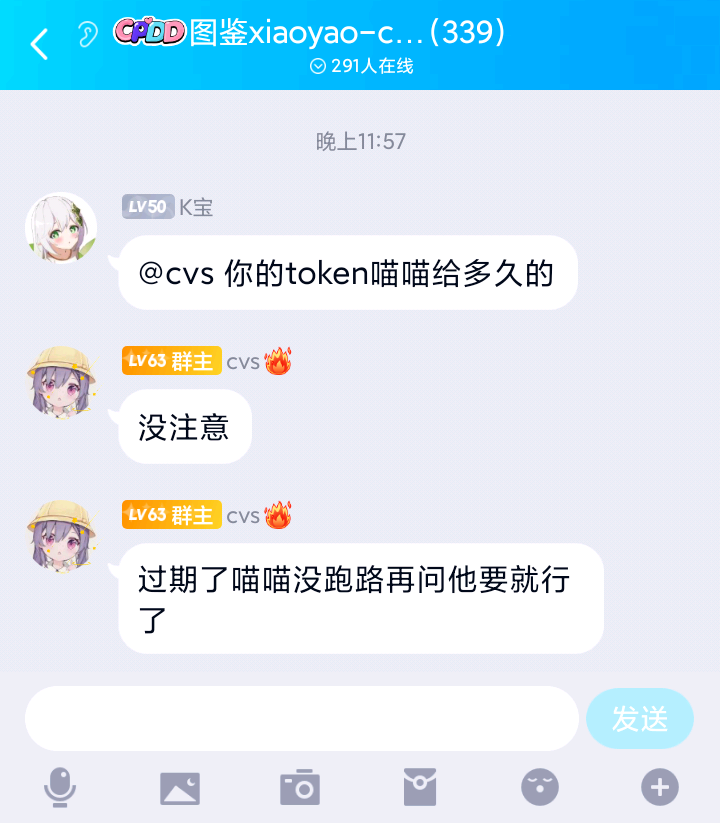 CPDD图鉴xiaoyao-c...(339)
291人在线
晚上11:57
LV50 K宝
@cvs 你的token喵喵给多久的
LV63 群主 cvs🔥
没注意
LV63 群主 cvs🔥
过期了喵喵没跑路再问他要就行
了
发送